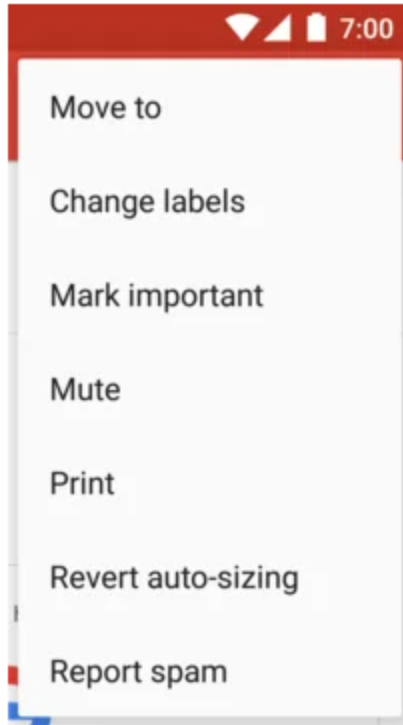 7:00
Move to
Change labels
Mark important
Mute
Print
Revert auto-sizing
Report spam